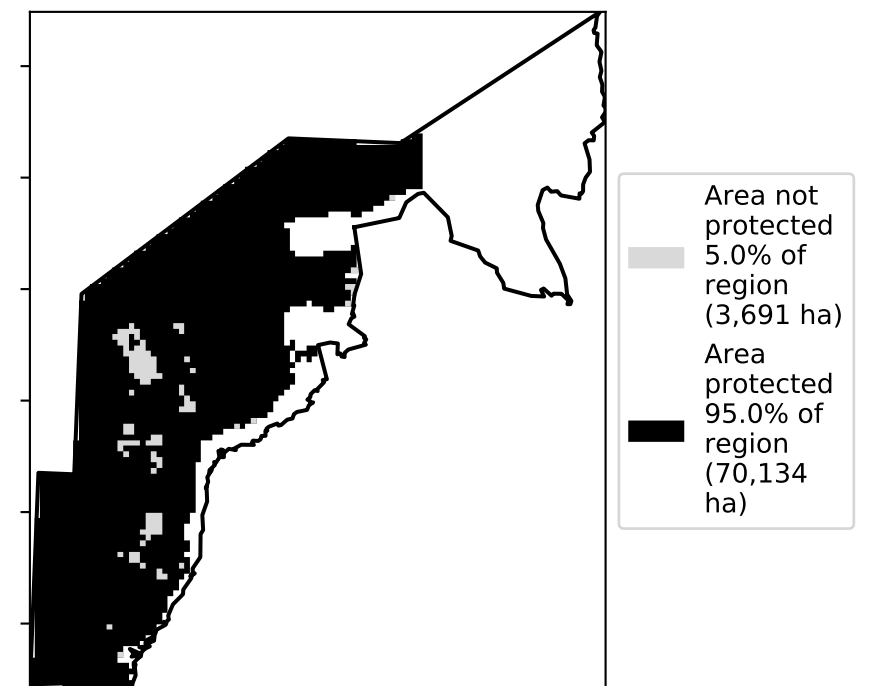 Area not
protected
5.0% of
region
(3,691 ha)
Area
protected
95.0% of
region
(70,134
ha)